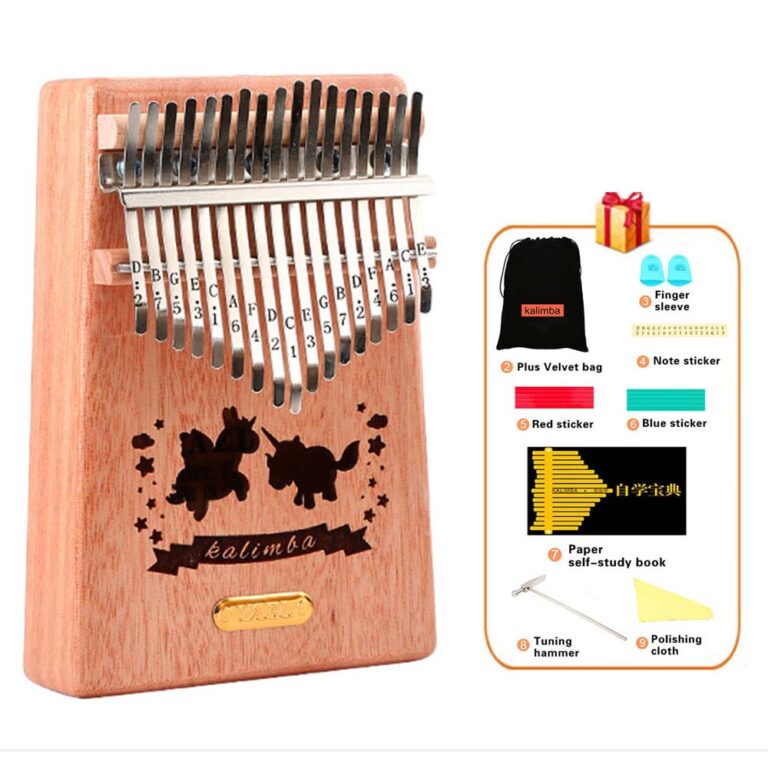 D B G E C A F D C E G B D F A C E
2 7 5 3 1 6 4 2 1 3 5 7 2 4 6 1 3
kalimba
kalimba
② Plus Velvet bag
③ Finger
sleeve
④ Note sticker
⑤ Red sticker
⑥ Blue sticker
KALIMBA
自学宝典
⑦ Paper
self-study book
⑧ Tuning
hammer
⑨ Polishing
cloth